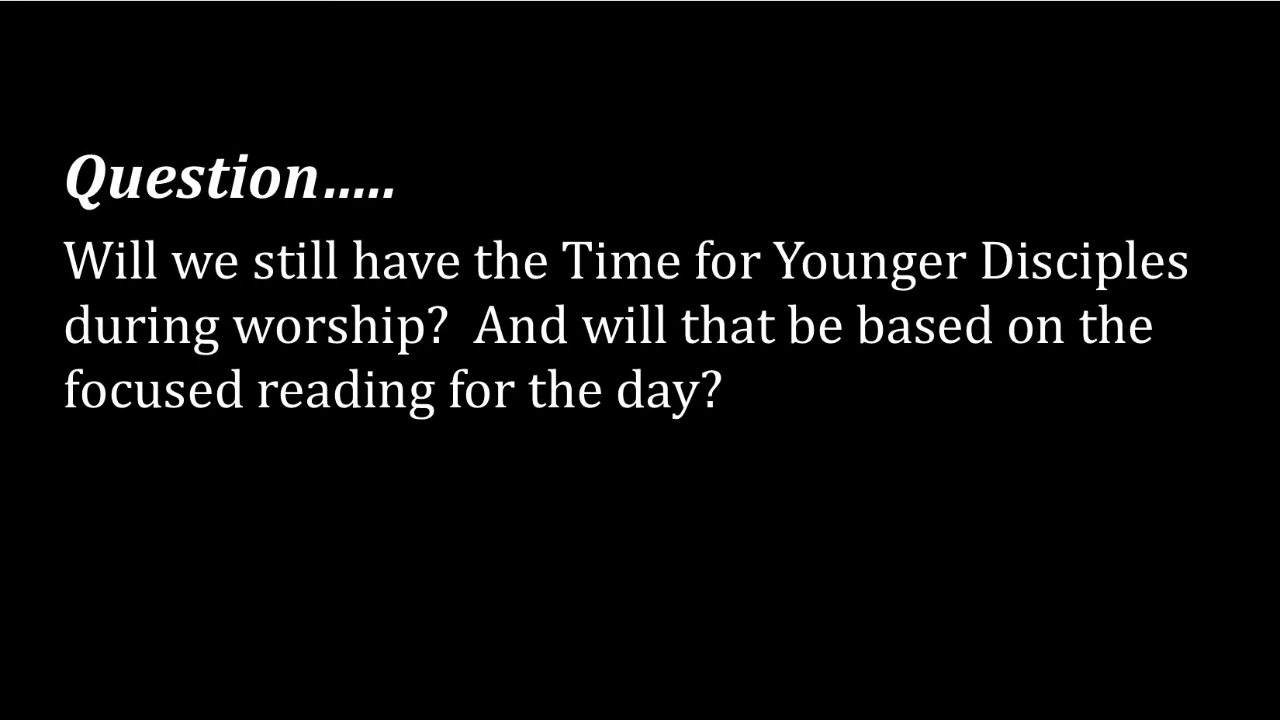 Question…..
Will we still have the Time for Younger Disciples
during worship?  And will that be based on the
focused reading for the day?